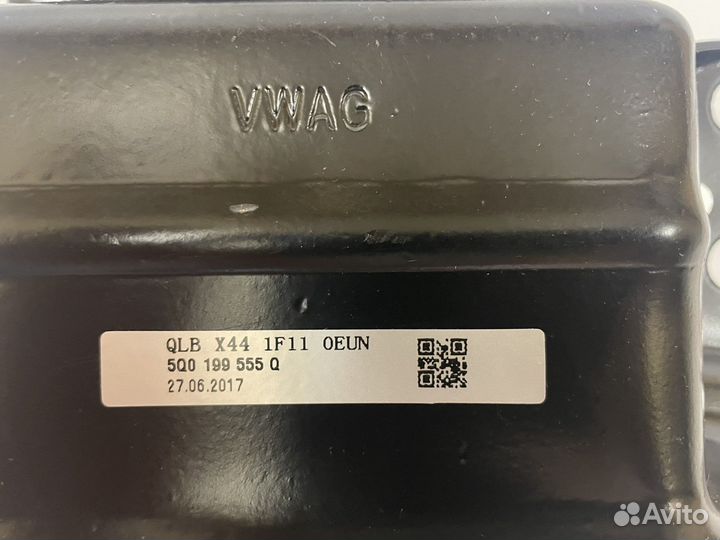 VWAG
QLB X44 1F11 0EUN
5Q0 199 555 Q
27.06.2017
Avito